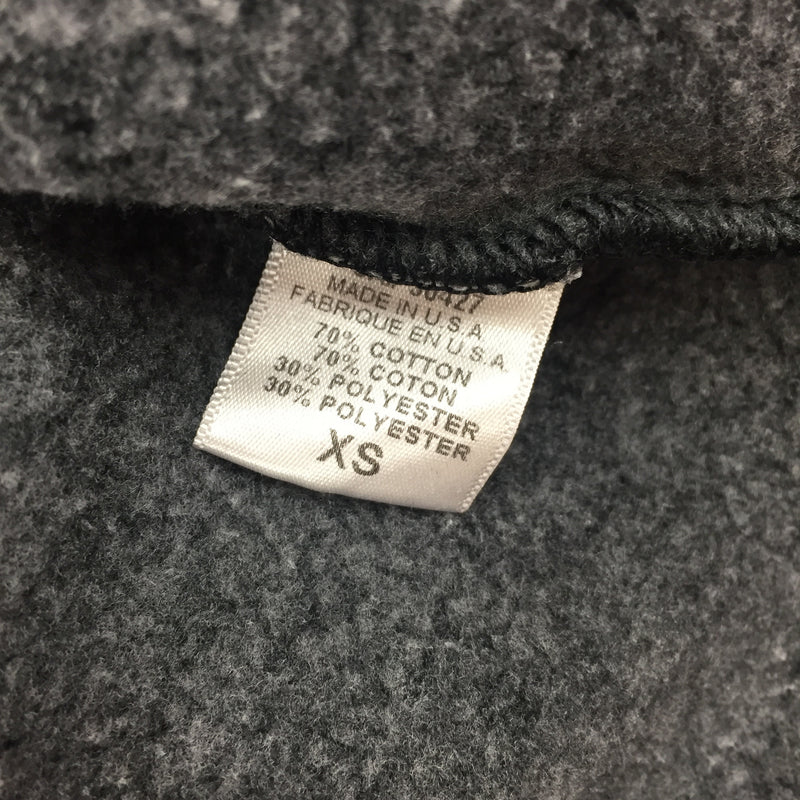 MADE IN U.S.A
FABRIQUE EN U.S.A.
70% COTTON
70% COTON
30% POLYESTER
30% POLYESTER
XS